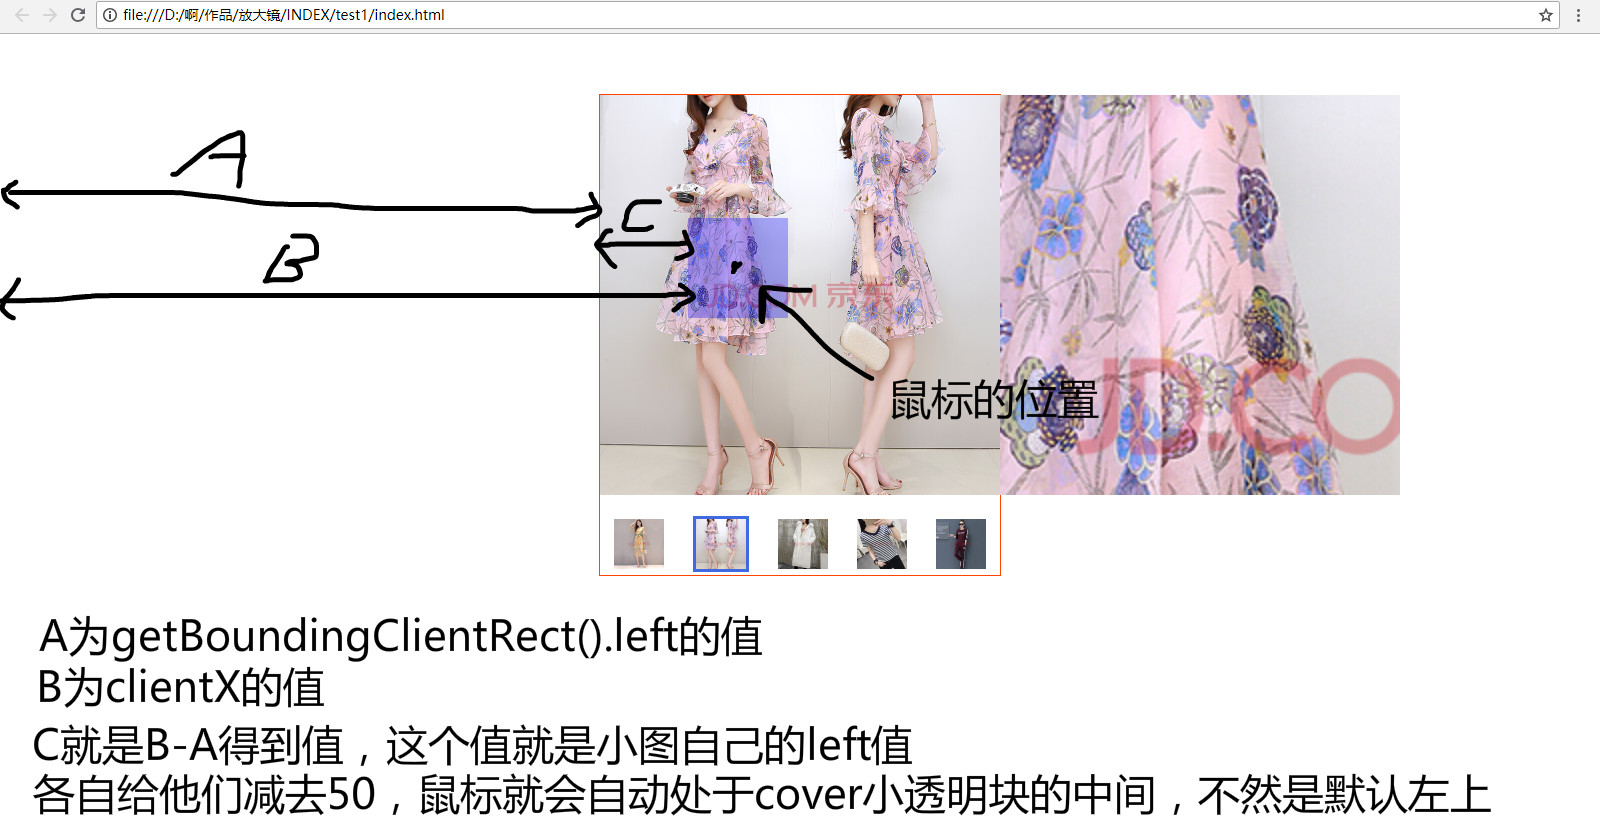 file:///D:/啊/作品/放大镜/INDEX/test1/index.html
A
C
B
JD.COM 京东
JD.CO
鼠标的位置
A为getBoundingClientRect().left的值
B为clientX的值
C就是B-A得到值，这个值就是小图自己的left值
各自给他们减去50，鼠标就会自动处于cover小透明块的中间，不然是默认左上